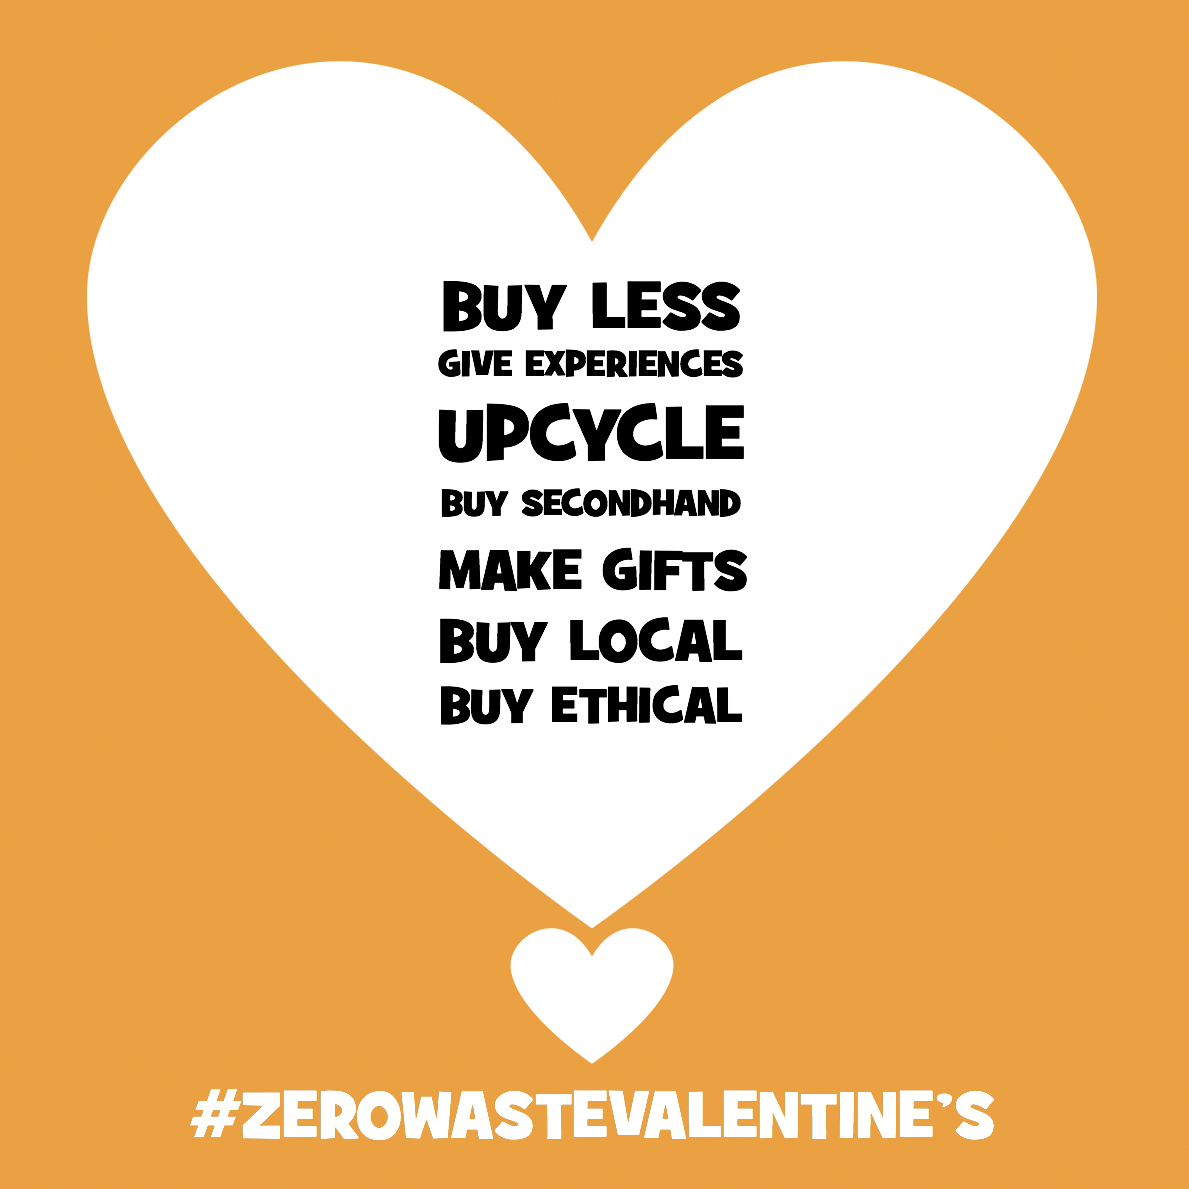 BUY LESS
GIVE EXPERIENCES
UPCYCLE
BUY SECONDHAND
MAKE GIFTS
BUY LOCAL
BUY ETHICAL
#ZEROWASTEVALENTINE'S